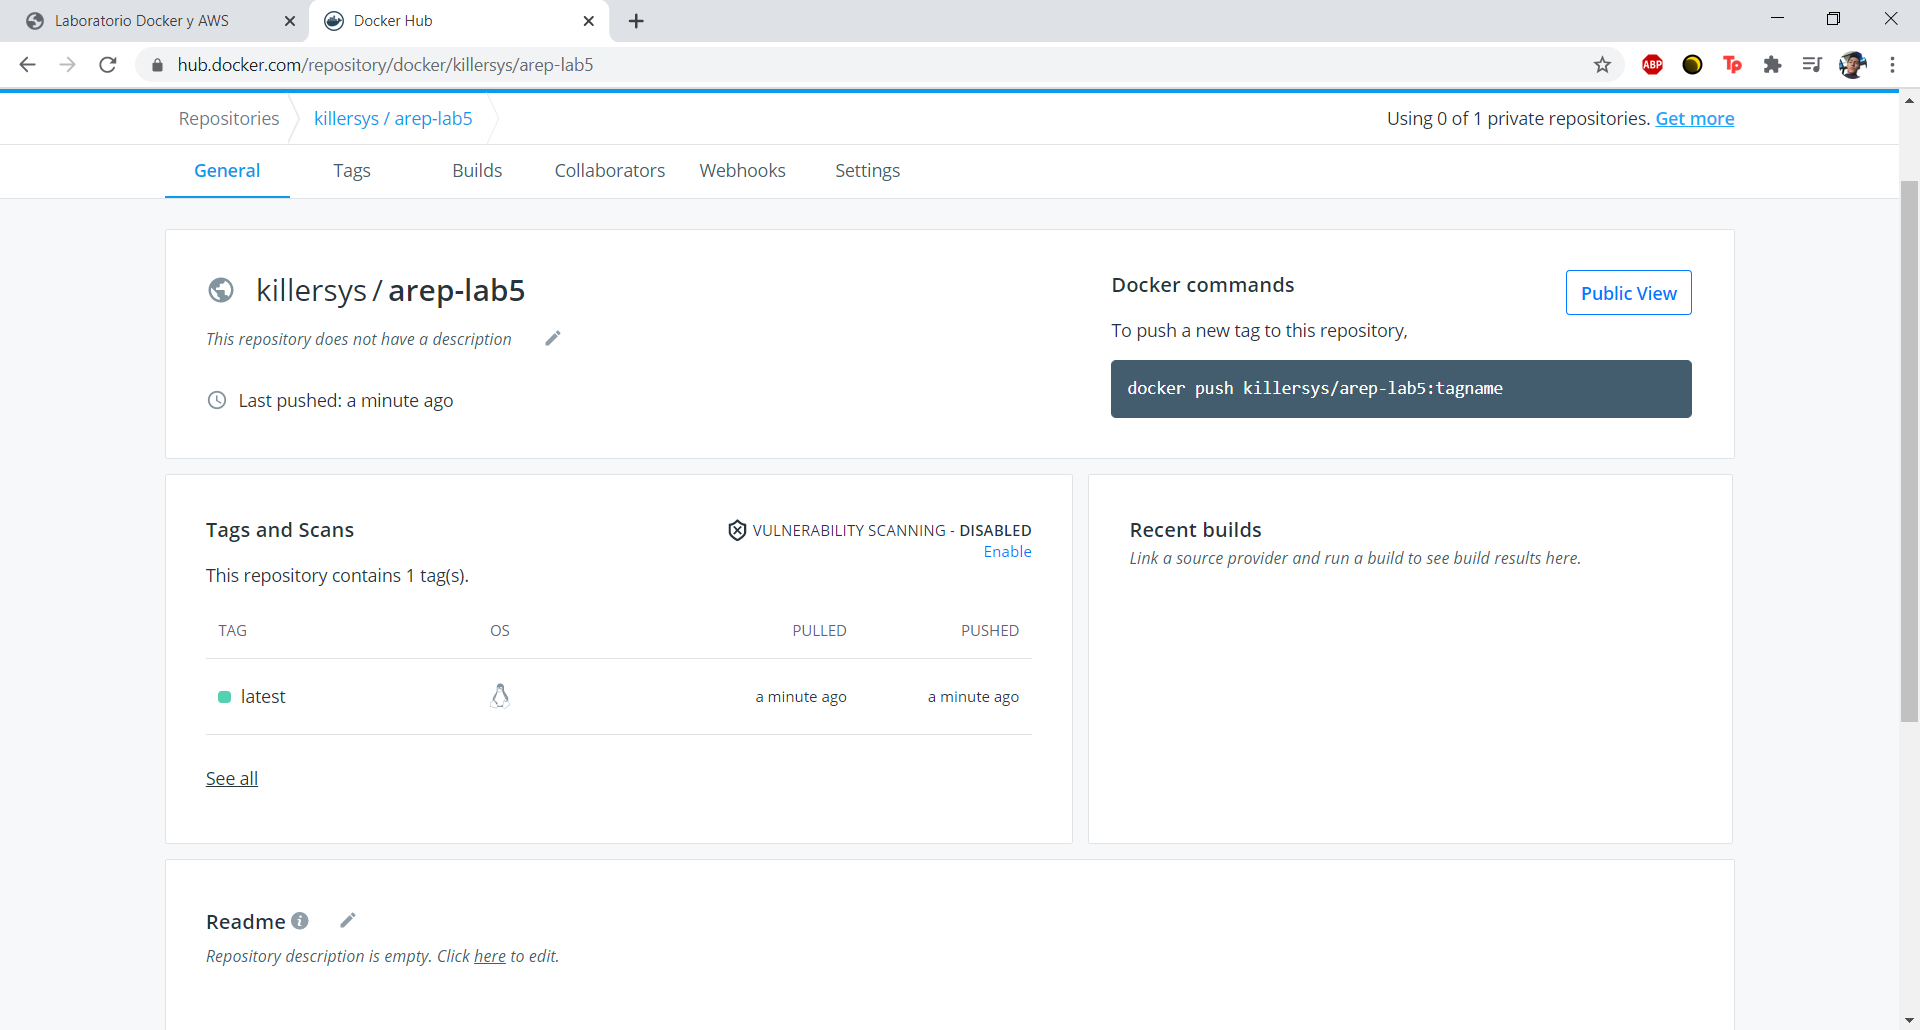 Laboratorio Docker y AWS
Docker Hub
hub.docker.com/repository/docker/killersys/arep-lab5
ABP
Tp
Repositories
killersys / arep-lab5
Using 0 of 1 private repositories. Get more
General
Tags
Builds
Collaborators
Webhooks
Settings
killersys / arep-lab5
This repository does not have a description
Last pushed: a minute ago
Docker commands
Public View
To push a new tag to this repository,
docker push killersys/arep-lab5:tagname
Tags and Scans
VULNERABILITY SCANNING - DISABLED
Enable
This repository contains 1 tag(s).
TAG OS PULLED PUSHED
latest a minute ago a minute ago
See all
Recent builds
Link a source provider and run a build to see build results here.
Readme
Repository description is empty. Click here to edit.